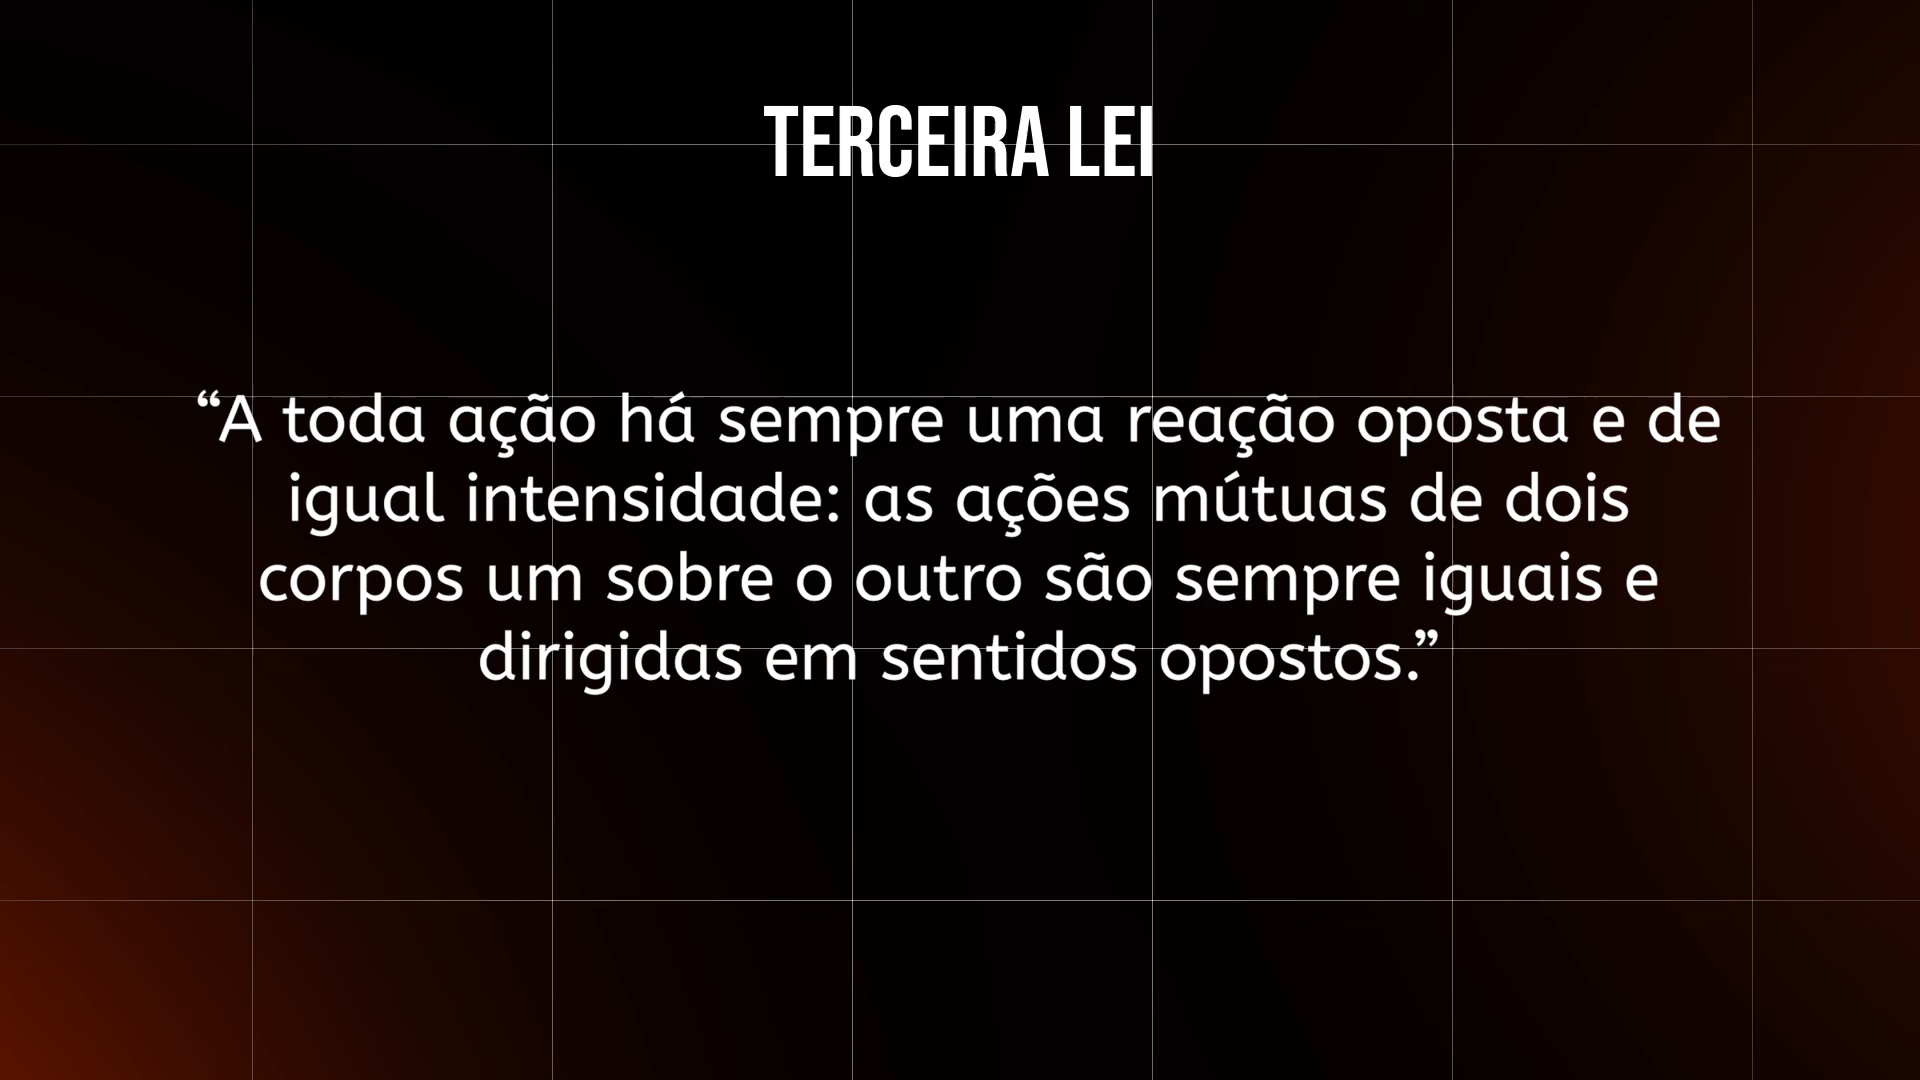 TERCEIRA LEI
“A toda ação há sempre uma reação oposta e de
igual intensidade: as ações mútuas de dois
corpos um sobre o outro são sempre iguais e
dirigidas em sentidos opostos.”